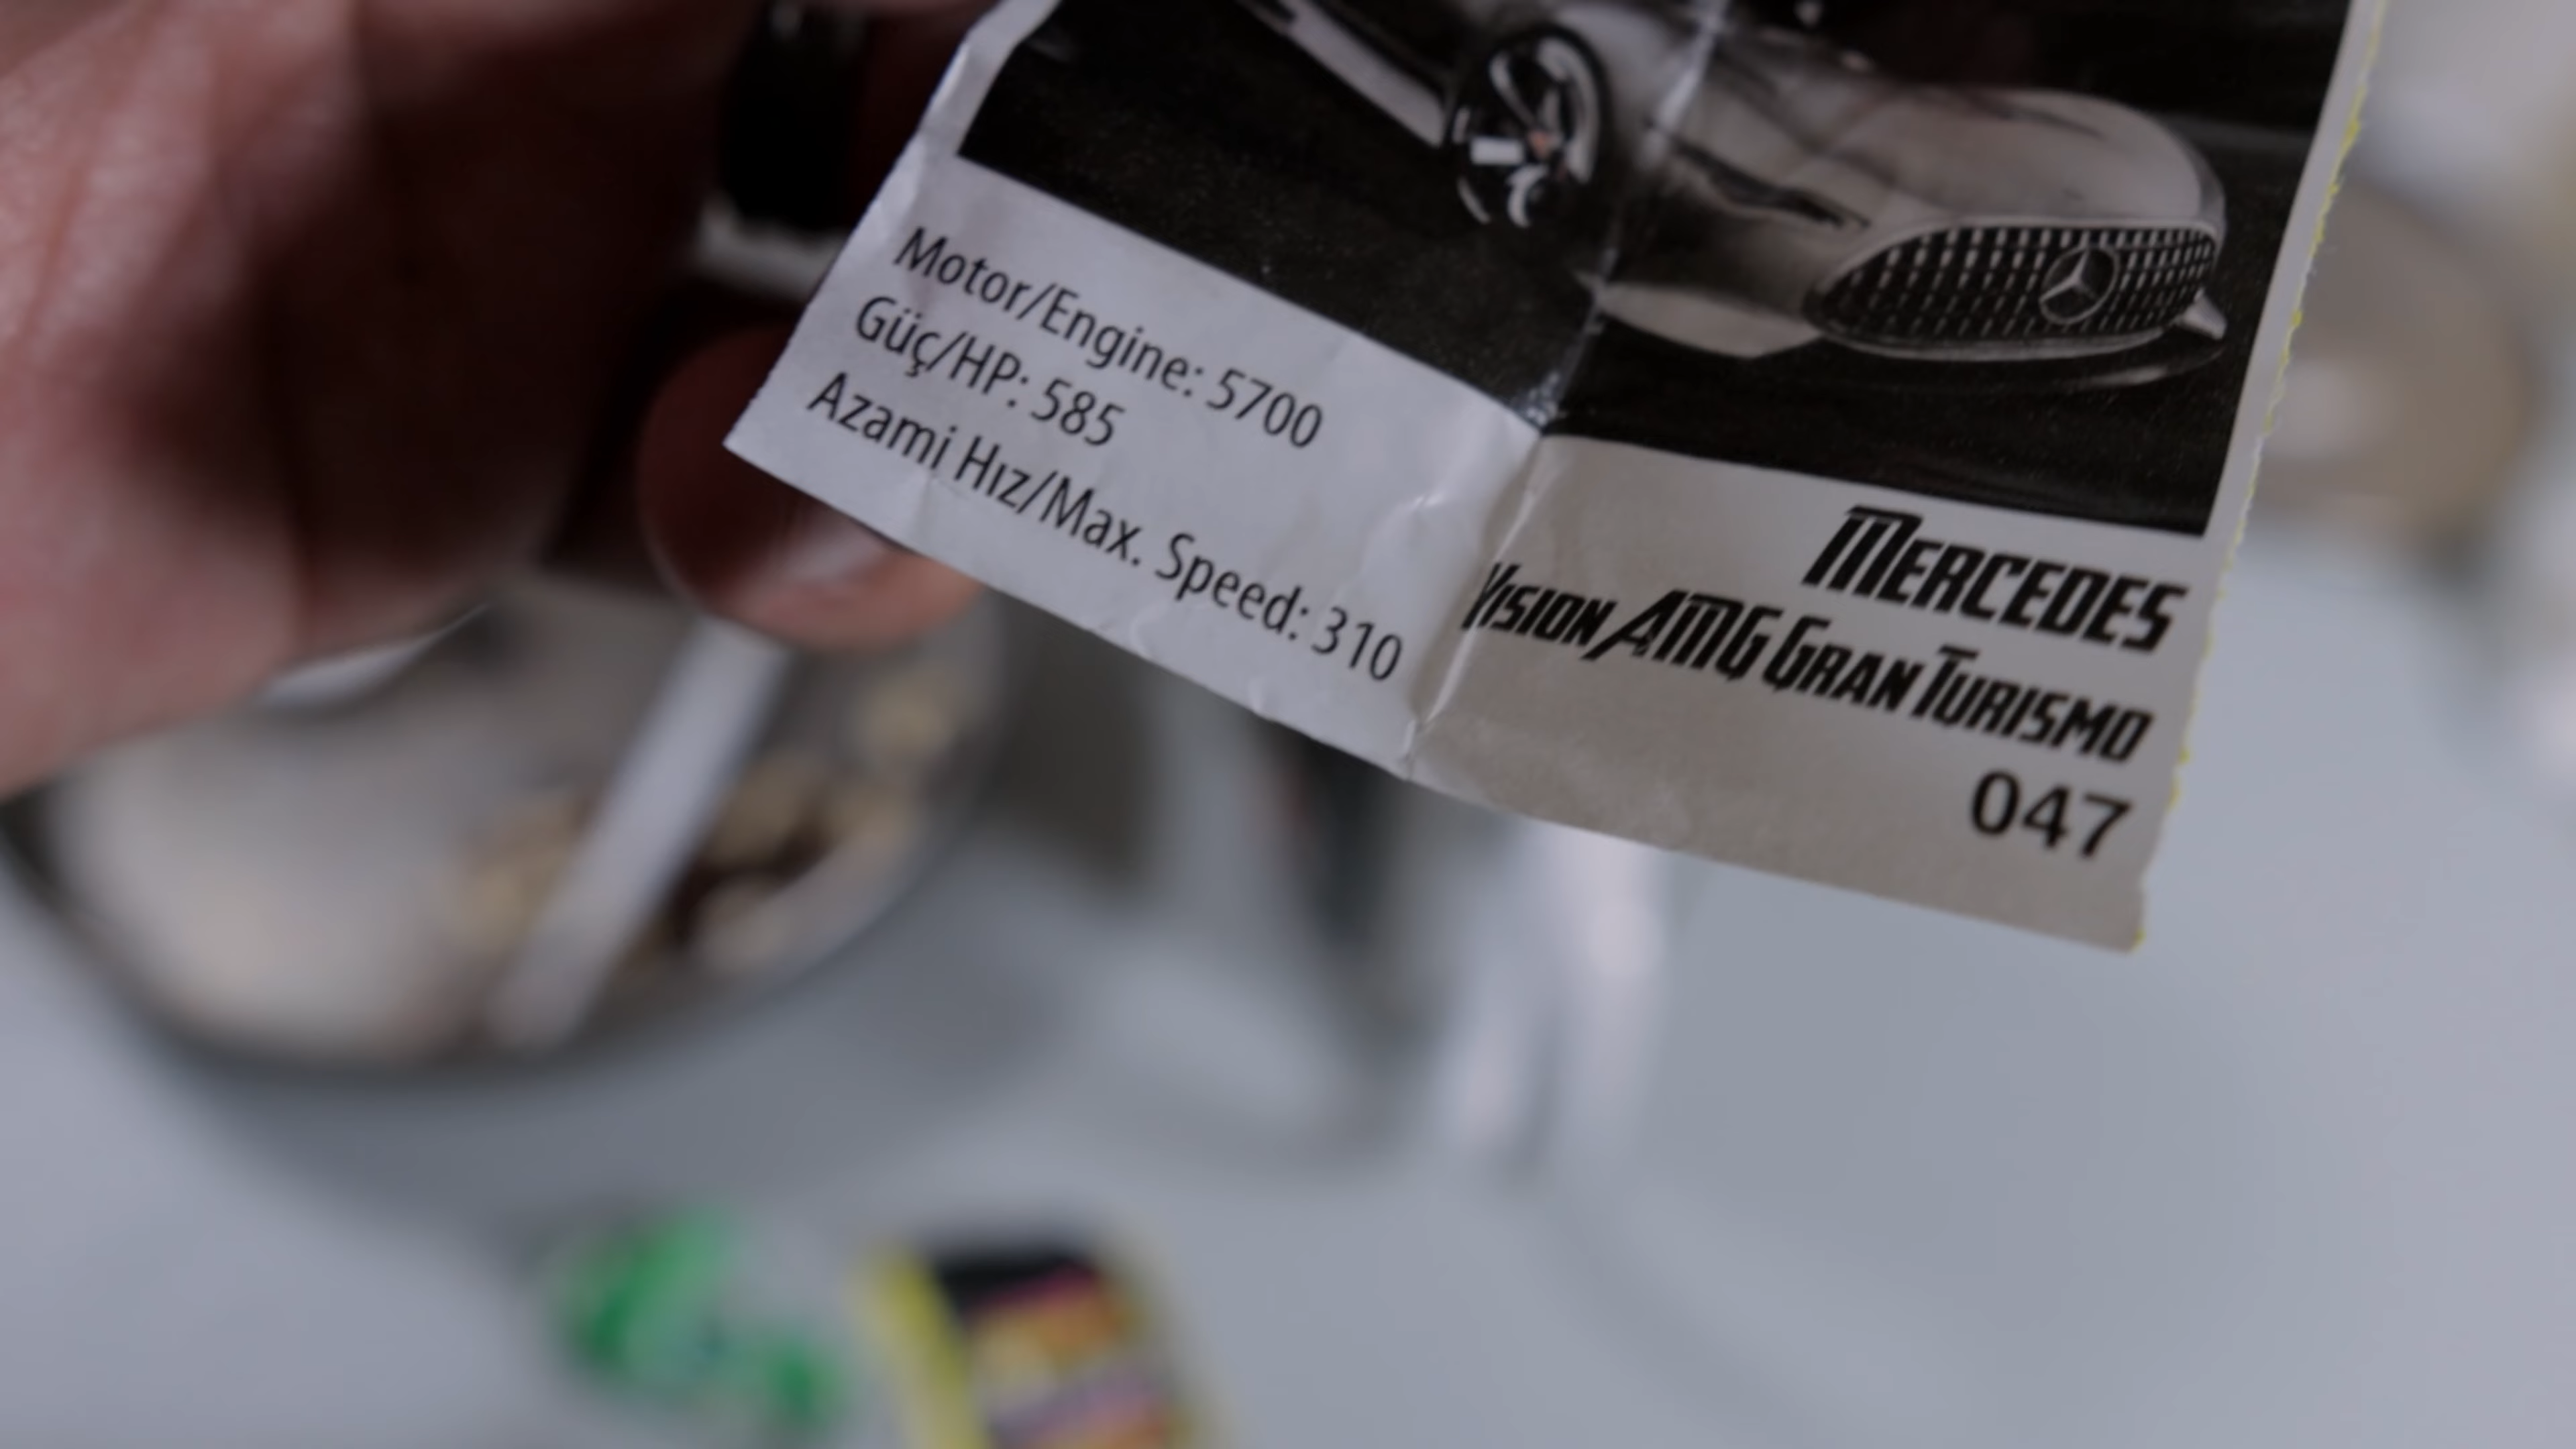 Motor/Engine: 5700
Güç/HP: 585
Azami Hız/Max. Speed: 310
MERCEDES
VISION AMG GRAN TURISMO
047